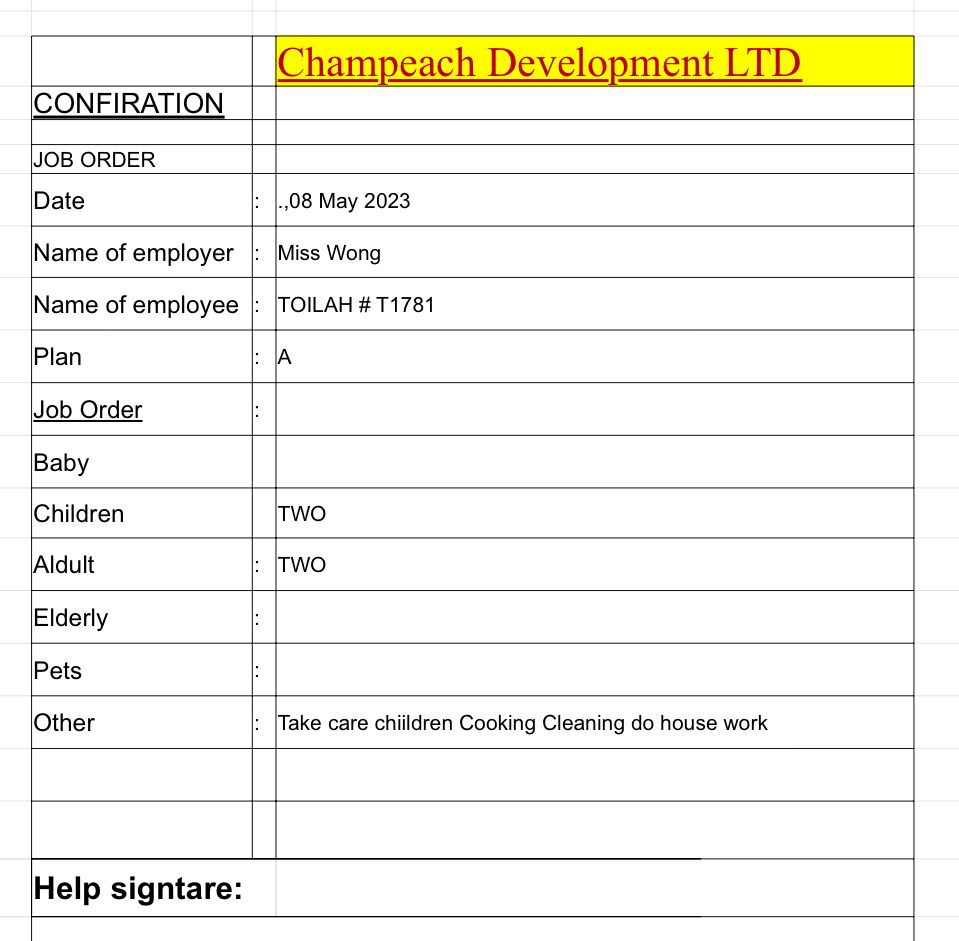 Champeach Development LTD
CONFIRATION
JOB ORDER
Date : .,08 May 2023
Name of employer : Miss Wong
Name of employee : TOILAH # T1781
Plan : A
Job Order :
Baby
Children TWO
Aldult : TWO
Elderly :
Pets :
Other : Take care chiildren Cooking Cleaning do house work
Help signtare: